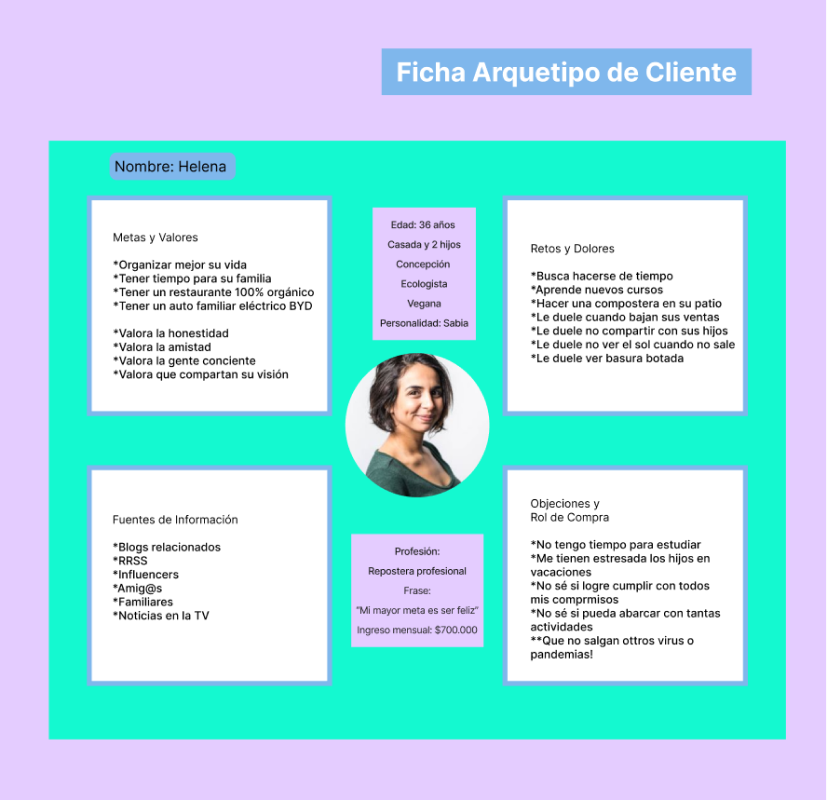 Ficha Arquetipo de Cliente
Nombre: Helena
Metas y Valores
*Organizar mejor su vida
*Tener tiempo para su familia
*Tener un restaurante 100% orgánico
*Tener un auto familiar eléctrico BYD
*Valora la honestidad
*Valora la amistad
*Valora la gente conciente
*Valora que compartan su visión
Edad: 36 años
Casada y 2 hijos
Concepción
Ecologista
Vegana
Personalidad: Sabia
Retos y Dolores
*Busca hacerse de tiempo
*Aprende nuevos cursos
*Hacer una compostera en su patio
*Le duele cuando bajan sus ventas
*Le duele no compartir con sus hijos
*Le duele no ver el sol cuando no sale
*Le duele ver basura botada
Fuentes de Información
*Blogs relacionados
*RRSS
*Influencers
*Amig@s
*Familiares
*Noticias en la TV
Profesión:
Repostera profesional
Frase:
"Mi mayor meta es ser feliz"
Ingreso mensual: $700.000
Objeciones y
Rol de Compra
*No tengo tiempo para estudiar
*Me tienen estresada los hijos en
vacaciones
*No sé si logre cumplir con todos
mis comprmisos
*No sé si pueda abarcar con tantas
actividades
**Que no salgan ottros virus o
pandemias!